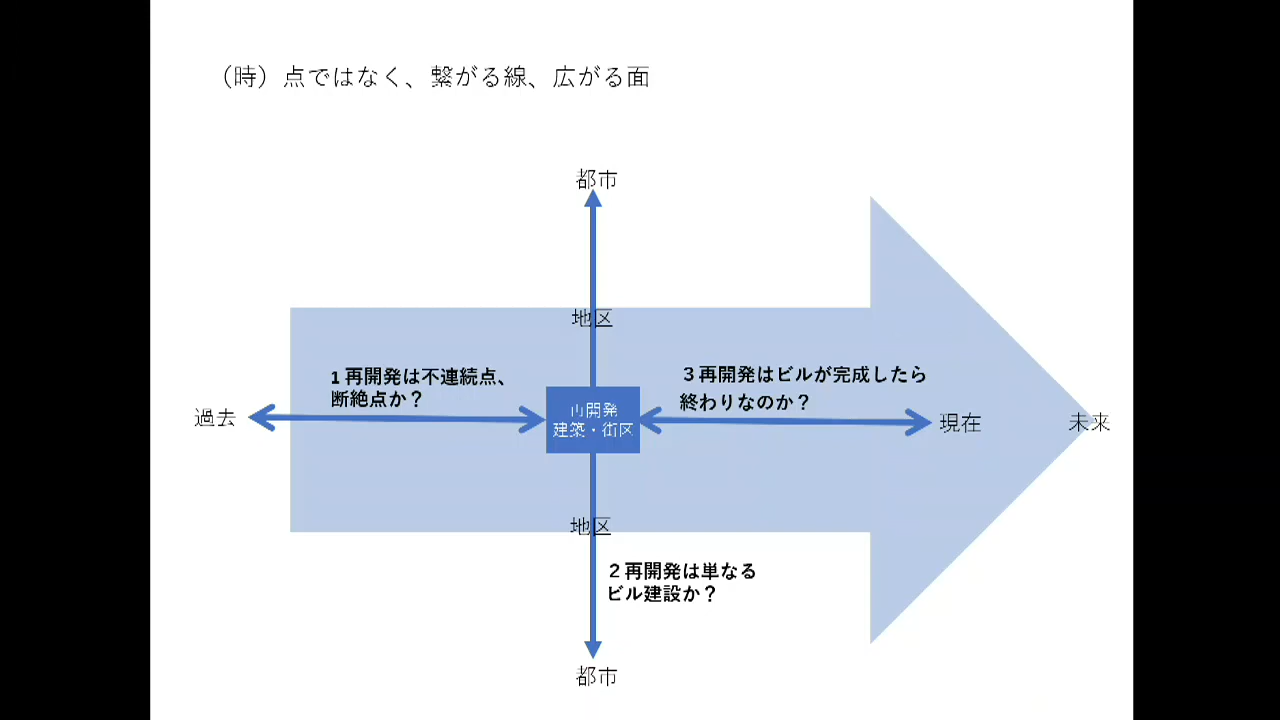 （時）点ではなく、繋がる線、広がる面
都市
地区
1再開発は不連続点、
断絶点か？
３再開発はビルが完成したら
終わりなのか？
過去
再開発
建築・街区
現在
未来
地区
２再開発は単なる
ビル建設か？
都市